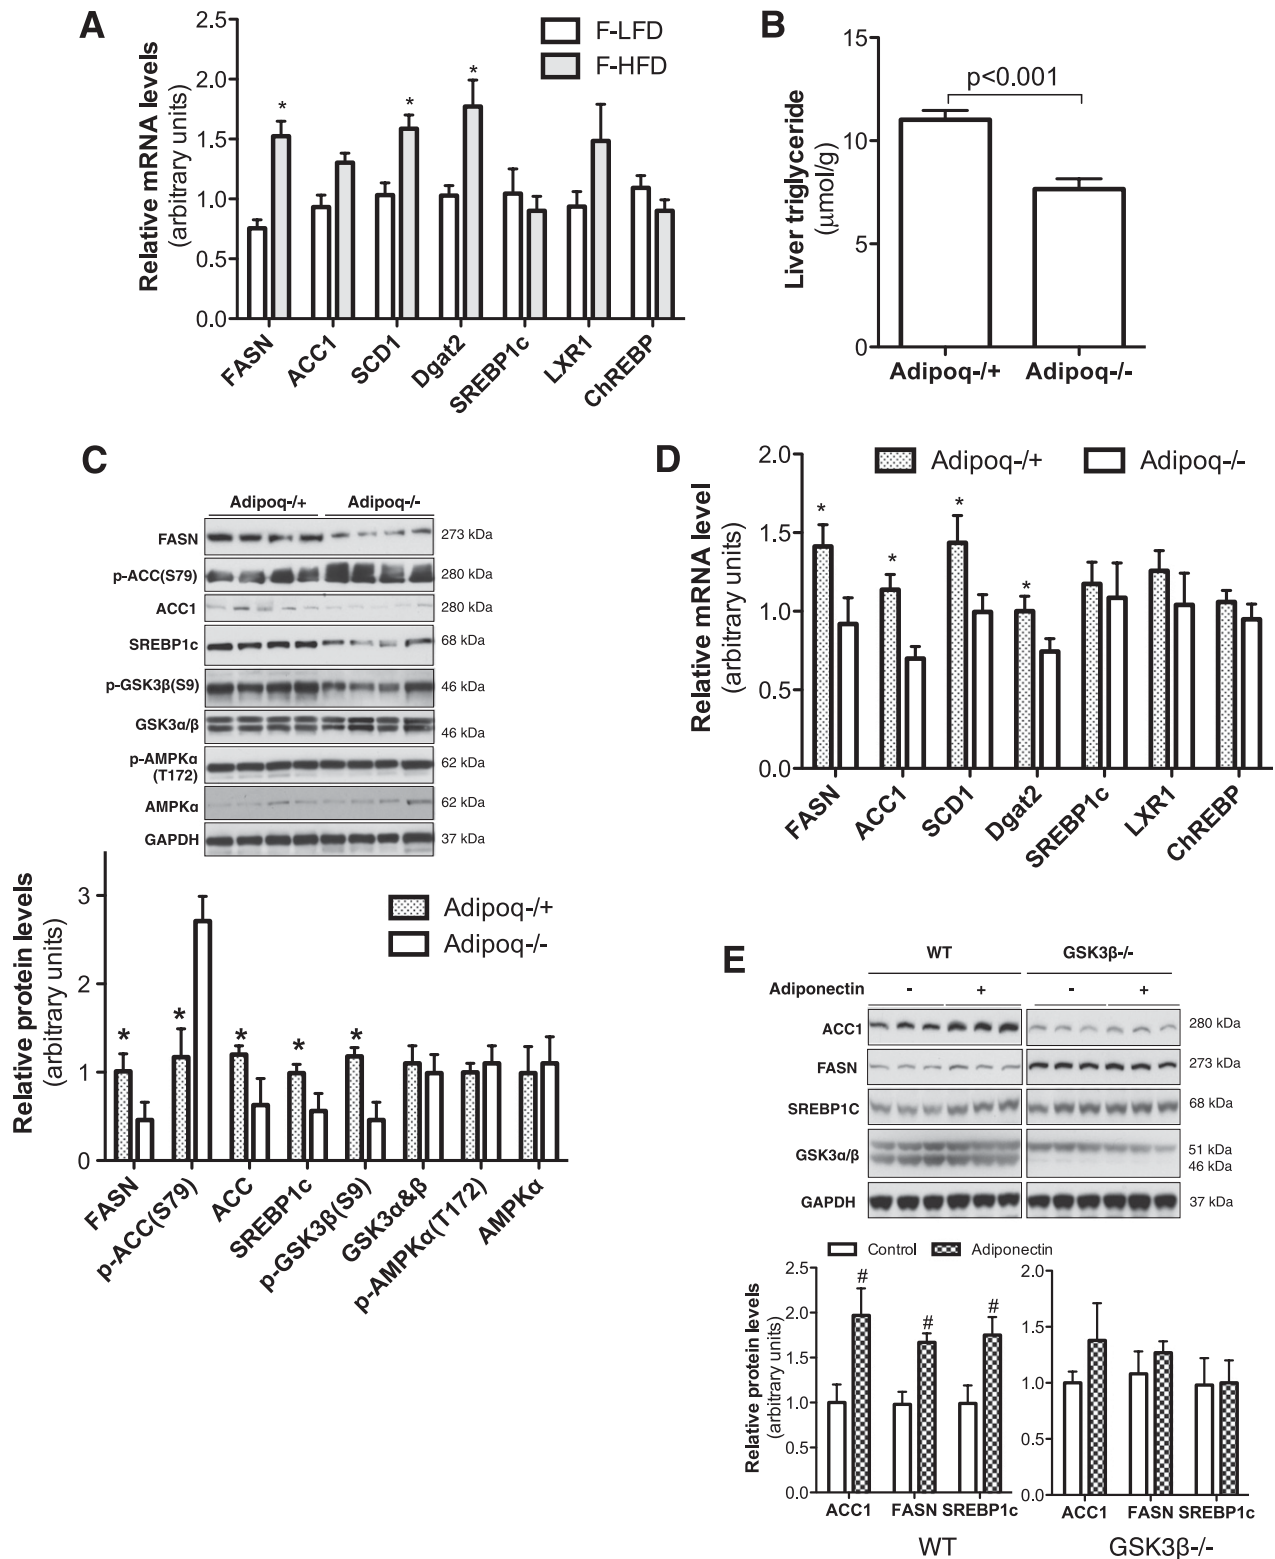 A
Relative mRNA levels
(arbitrary units)
2.5
2.0
1.5
1.0
0.5
0.0
F-LFD
F-HFD
*
*
*
FASN
ACC1
SCD1
Dgat2
SREBP1c
LXR1
ChREBP
B
Liver triglyceride
(μmol/g)
15
10
5
0
p<0.001
Adipoq-/+
Adipoq-/-
C
Adipoq-/+
Adipoq-/-
FASN
273 kDa
p-ACC(S79)
280 kDa
ACC1
280 kDa
SREBP1c
68 kDa
p-GSK3β(S9)
46 kDa
GSK3α/β
46 kDa
p-AMPKα
(T172)
62 kDa
AMPKα
62 kDa
GAPDH
37 kDa
Relative protein levels
(arbitrary units)
3
2
1
0
Adipoq-/+
Adipoq-/-
*
*
*
*
*
FASN
p-ACC(S79)
ACC
SREBP1c
p-GSK3β(S9)
GSK3α&β
p-AMPKα(T172)
AMPKα
D
Relative mRNA level
(arbitrary units)
2.0
1.5
1.0
0.5
0.0
Adipoq-/+
Adipoq-/-
*
*
*
*
FASN
ACC1
SCD1
Dgat2
SREBP1c
LXR1
ChREBP
E
WT
GSK3β-/-
Adiponectin
-
+
-
+
ACC1
280 kDa
FASN
273 kDa
SREBP1C
68 kDa
GSK3α/β
51 kDa
46 kDa
GAPDH
37 kDa
Control
Adiponectin
Relative protein levels
(arbitrary units)
2.5
2.0
1.5
1.0
0.5
0.0
#
#
#
ACC1
FASN
SREBP1c
WT
2.0
1.5
1.0
0.5
0.0
ACC1
FASN
SREBP1c
GSK3β-/-